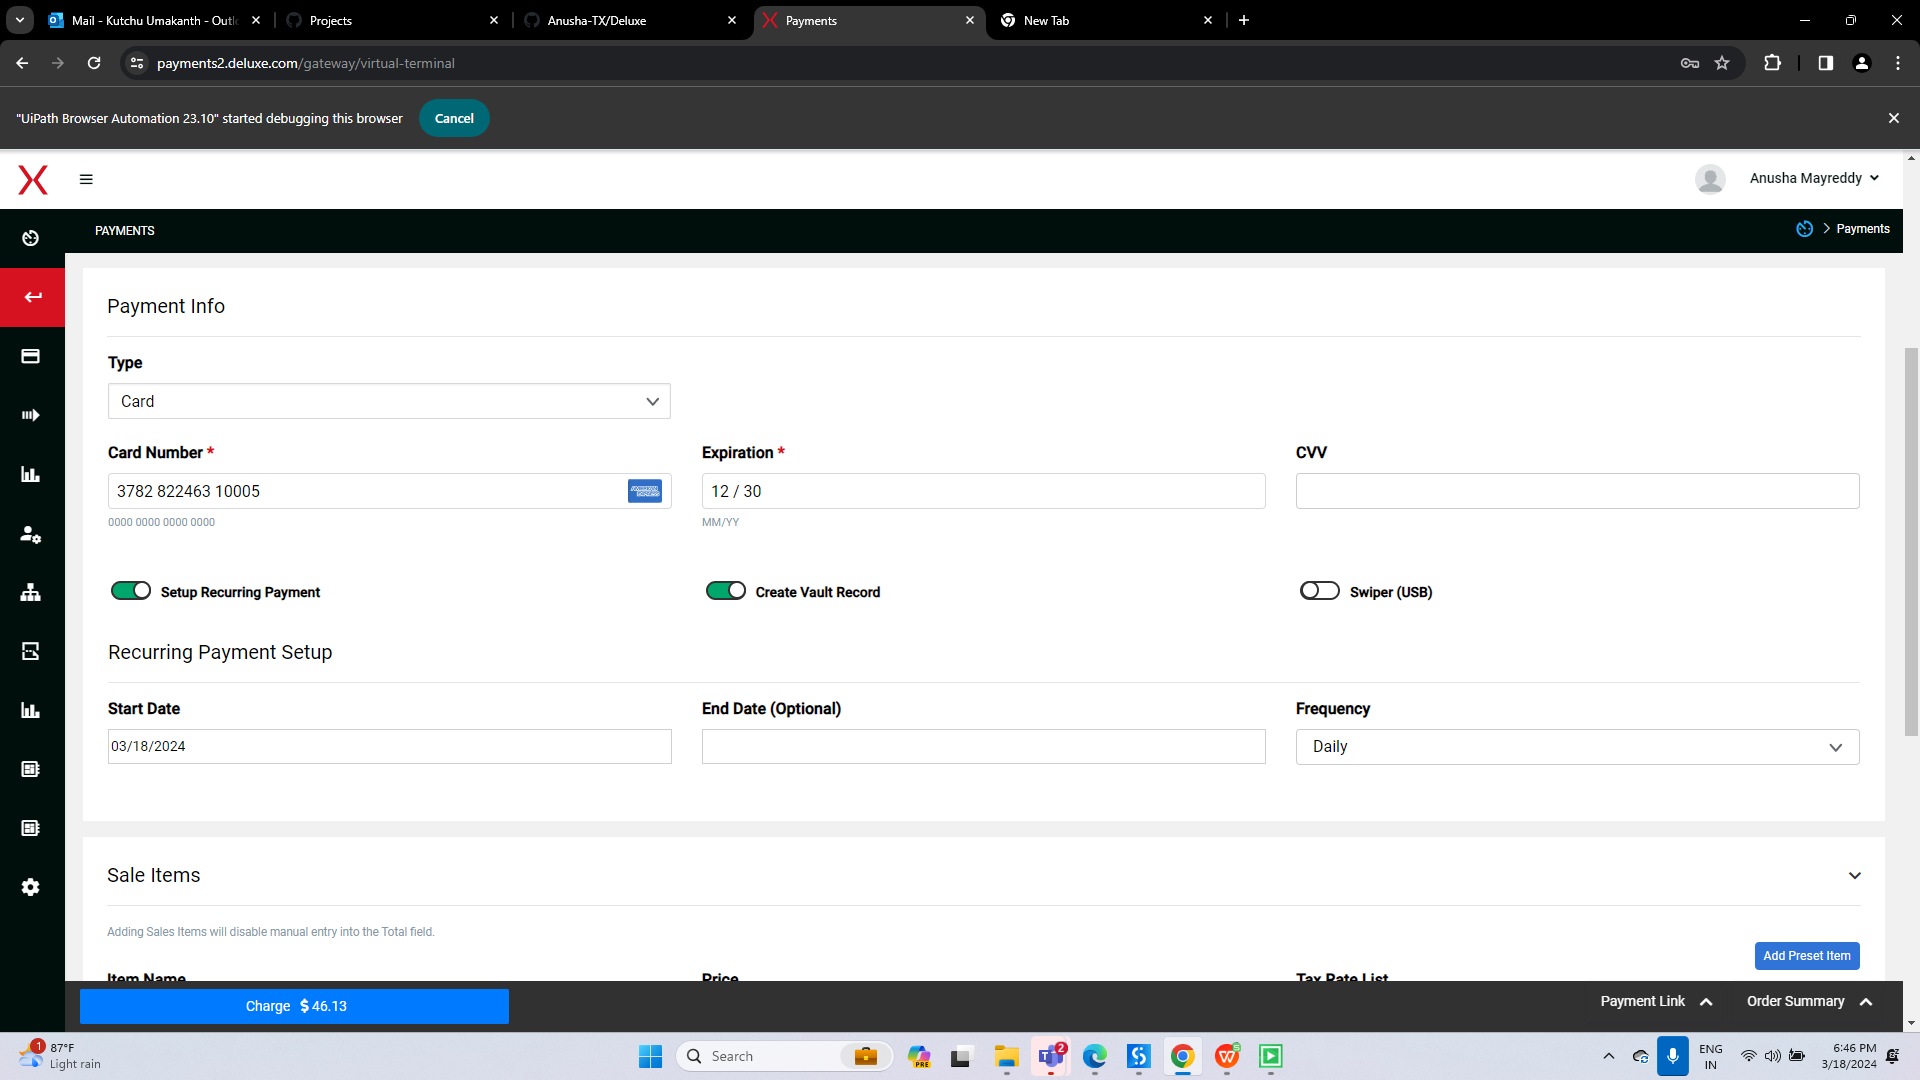 Mail - Kutchu Umakanth - Outl
Projects
Anusha-TX/Deluxe
Payments
New Tab
payments2.deluxe.com/gateway/virtual-terminal
"UiPath Browser Automation 23.10" started debugging this browser
Cancel
Anusha Mayreddy
PAYMENTS
Payments
Payment Info
Type
Card
Card Number *
Expiration *
CVV
3782 822463 10005
AMERICAN EXPRESS
12 / 30
0000 0000 0000 0000
MM/YY
Setup Recurring Payment
Create Vault Record
Swiper (USB)
Recurring Payment Setup
Start Date
End Date (Optional)
Frequency
03/18/2024
Daily
Sale Items
Adding Sales Items will disable manual entry into the Total field.
Add Preset Item
Item Name
Price
Tax Rate List
Charge $ 46.13
Payment Link
Order Summary
1
87°F
Light rain
Search
PRE
2
ENG
IN
6:46 PM
3/18/2024